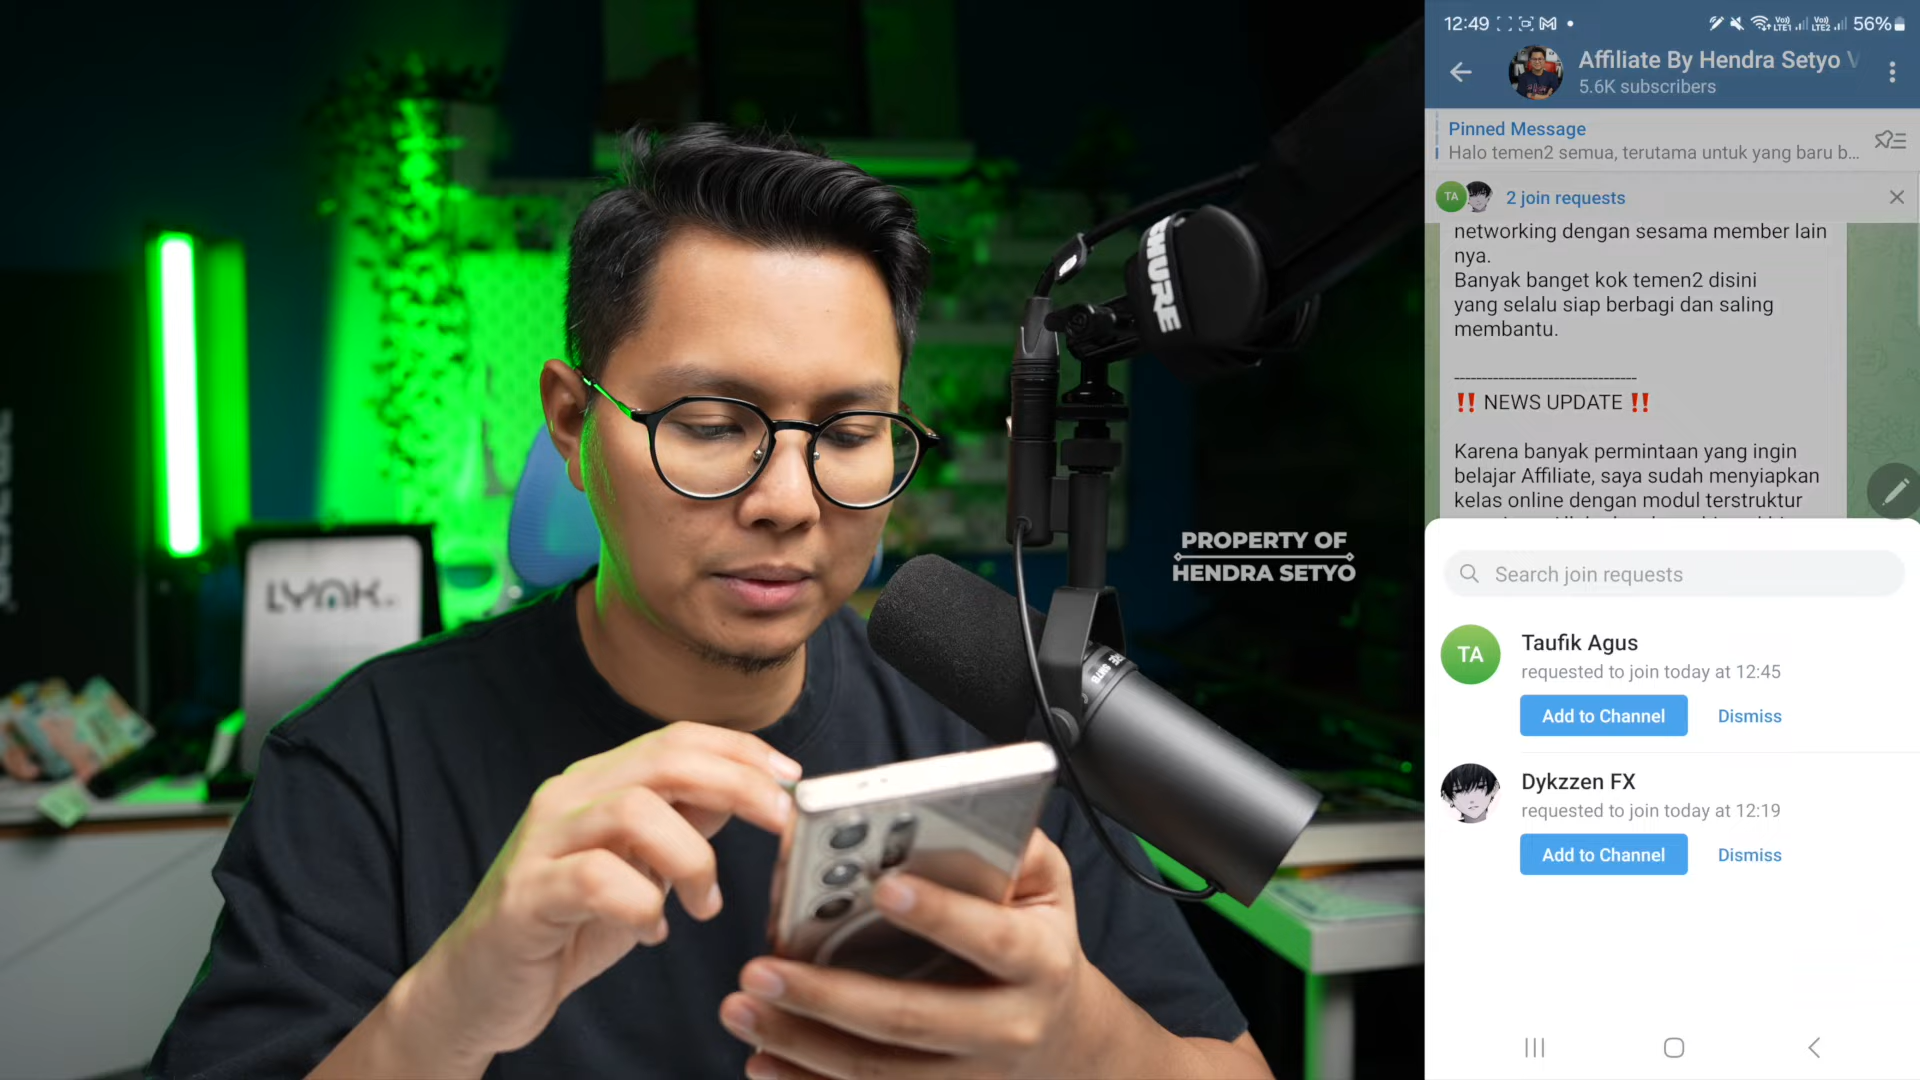 12:49
VoLTE1
VoLTE2
56%
Affiliate By Hendra Setyo V
5.6K subscribers
Pinned Message
Halo temen2 semua, terutama untuk yang baru b...
TA
2 join requests
networking dengan sesama member lain
nya.
Banyak banget kok temen2 disini
yang selalu siap berbagi dan saling
membantu.
---------------------------------
‼️ NEWS UPDATE ‼️
Karena banyak permintaan yang ingin
belajar Affiliate, saya sudah menyiapkan
kelas online dengan modul terstruktur
Search join requests
TA
Taufik Agus
requested to join today at 12:45
Add to Channel
Dismiss
Dykzzen FX
requested to join today at 12:19
Add to Channel
Dismiss
SHURE
PROPERTY OF
HENDRA SETYO
LYNK